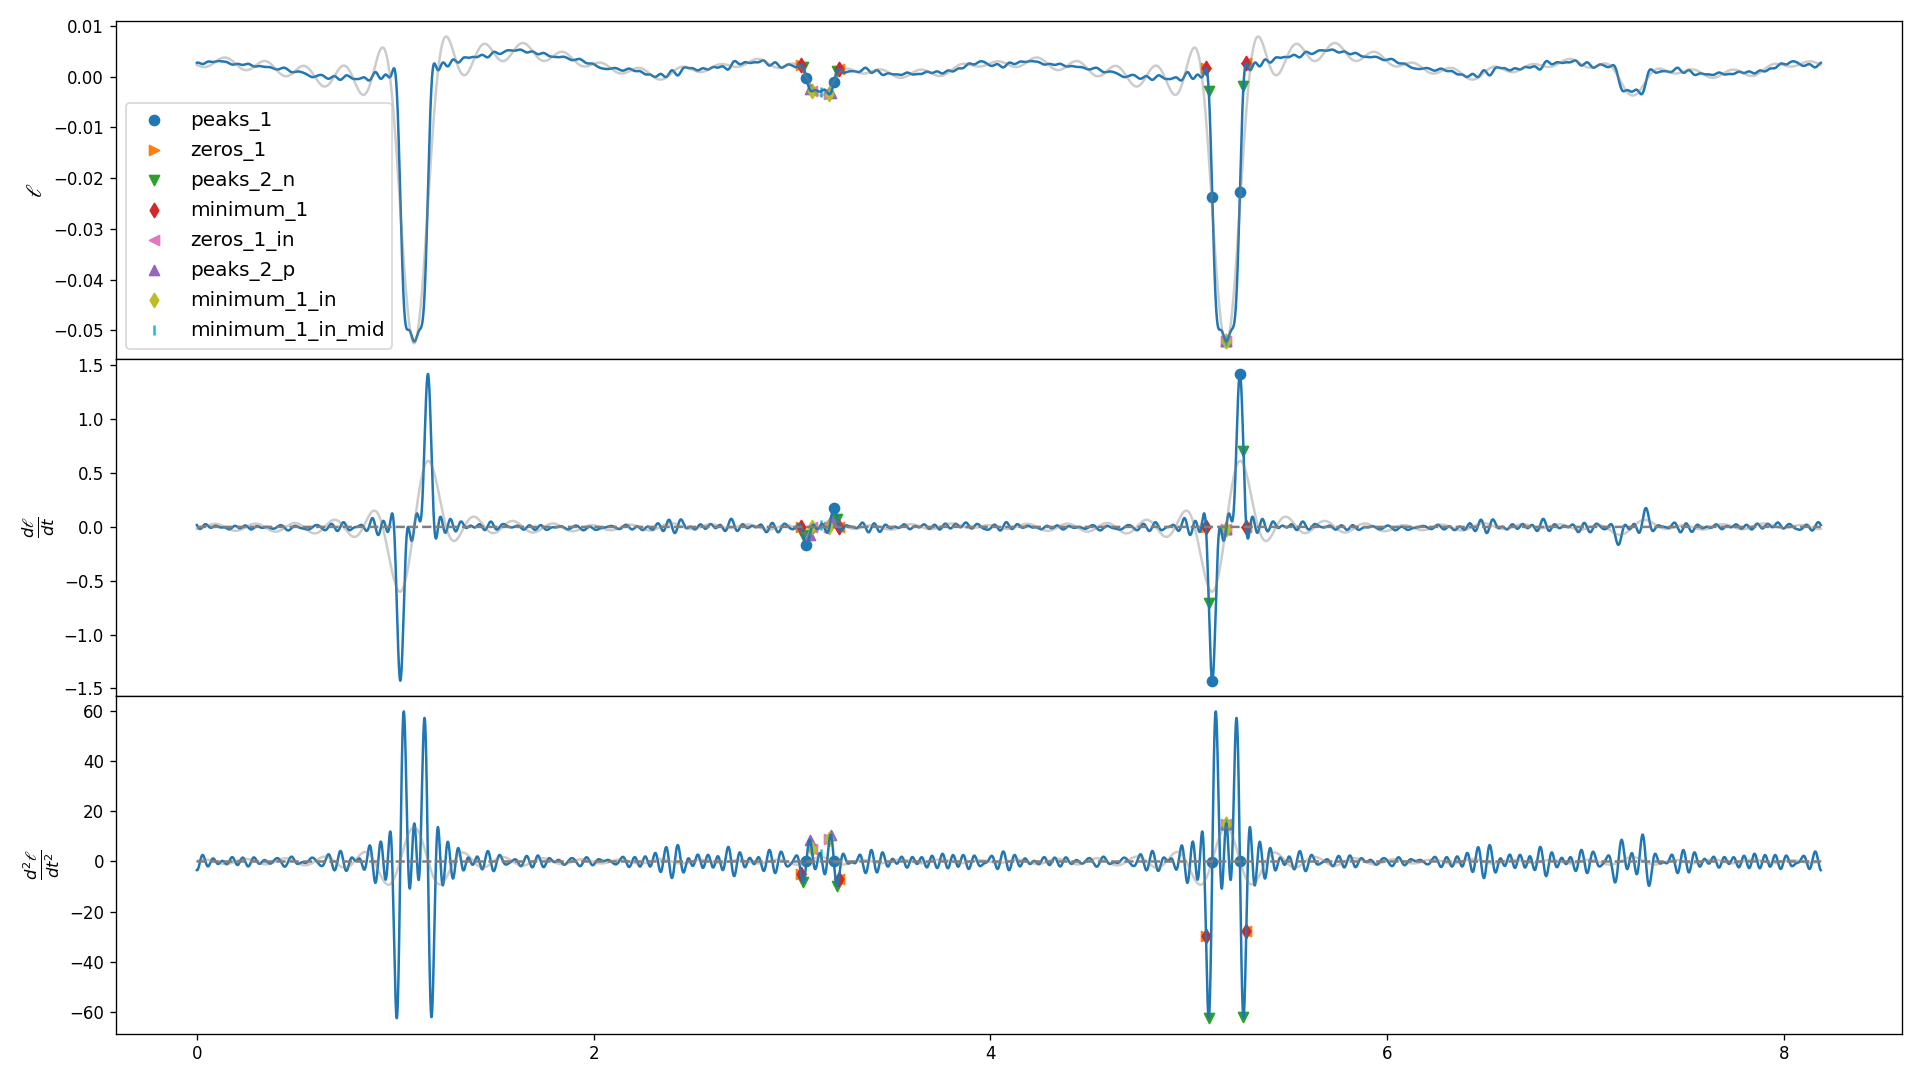 0.01
0.00
−0.01
−0.02
−0.03
−0.04
−0.05
ℓ
peaks_1
zeros_1
peaks_2_n
minimum_1
zeros_1_in
peaks_2_p
minimum_1_in
minimum_1_in_mid
1.5
1.0
0.5
0.0
−0.5
−1.0
−1.5
dℓ/dt
60
40
20
0
−20
−40
−60
d²ℓ/dt²
0 2 4 6 8